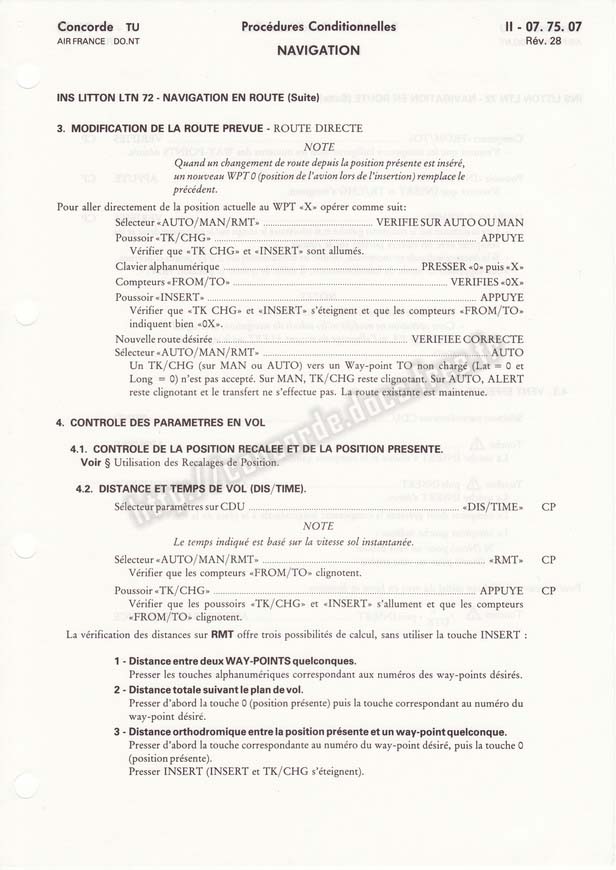 Concorde TU
AIR FRANCE DO.NT
Procédures Conditionnelles
NAVIGATION
II - 07. 75. 07
Rév. 28
INS LITTON LTN 72 - NAVIGATION EN ROUTE (Suite)
3. MODIFICATION DE LA ROUTE PREVUE - ROUTE DIRECTE
NOTE
Quand un changement de route depuis la position présente est inséré,
un nouveau WPT 0 (position de l'avion lors de l'insertion) remplace le
précédent.
Pour aller directement de la position actuelle au WPT «X» opérer comme suit:
Sélecteur «AUTO/MAN/RMT» ........ VERIFIE SUR AUTO OU MAN
Poussoir «TK/CHG» ........ APPUYE
Vérifier que «TK CHG» et «INSERT» sont allumés.
Clavier alphanumérique ........ PRESSER «0» puis «X»
Compteurs «FROM/TO» ........ VERIFIES «0X»
Poussoir «INSERT» ........ APPUYE
Vérifier que «TK CHG» et «INSERT» s'éteignent et que les compteurs «FROM/TO»
indiquent bien «0X».
Nouvelle route désirée ........ VERIFIEE CORRECTE
Sélecteur «AUTO/MAN/RMT» ........ AUTO
Un TK/CHG (sur MAN ou AUTO) vers un Way-point TO non chargé (Lat = 0 et
Long = 0) n'est pas accepté. Sur MAN, TK/CHG reste clignotant. Sur AUTO, ALERT
reste clignotant et le transfert ne s'effectue pas. La route existante est maintenue.
4. CONTROLE DES PARAMETRES EN VOL
4.1. CONTROLE DE LA POSITION RECALEE ET DE LA POSITION PRESENTE.
Voir § Utilisation des Recalages de Position.
4.2. DISTANCE ET TEMPS DE VOL (DIS/TIME).
Sélecteur paramètres sur CDU ........ «DIS/TIME» CP
NOTE
Le temps indiqué est basé sur la vitesse sol instantanée.
Sélecteur «AUTO/MAN/RMT» ........ «RMT» CP
Vérifier que les compteurs «FROM/TO» clignotent.
Poussoir «TK/CHG» ........ APPUYE CP
Vérifier que les poussoirs «TK/CHG» et «INSERT» s'allument et que les compteurs
«FROM/TO» clignotent.
La vérification des distances sur RMT offre trois possibilités de calcul, sans utiliser la touche INSERT :
1 - Distance entre deux WAY-POINTS quelconques.
Presser les touches alphanumériques correspondant aux numéros des way-points désirés.
2 - Distance totale suivant le plan de vol.
Presser d'abord la touche 0 (position présente) puis la touche correspondant au numéro du
way-point désiré.
3 - Distance orthodromique entre la position présente et un way-point quelconque.
Presser d'abord la touche correspondante au numéro du way-point désiré, puis la touche 0
(position présente).
Presser INSERT (INSERT et TK/CHG s'éteignent).